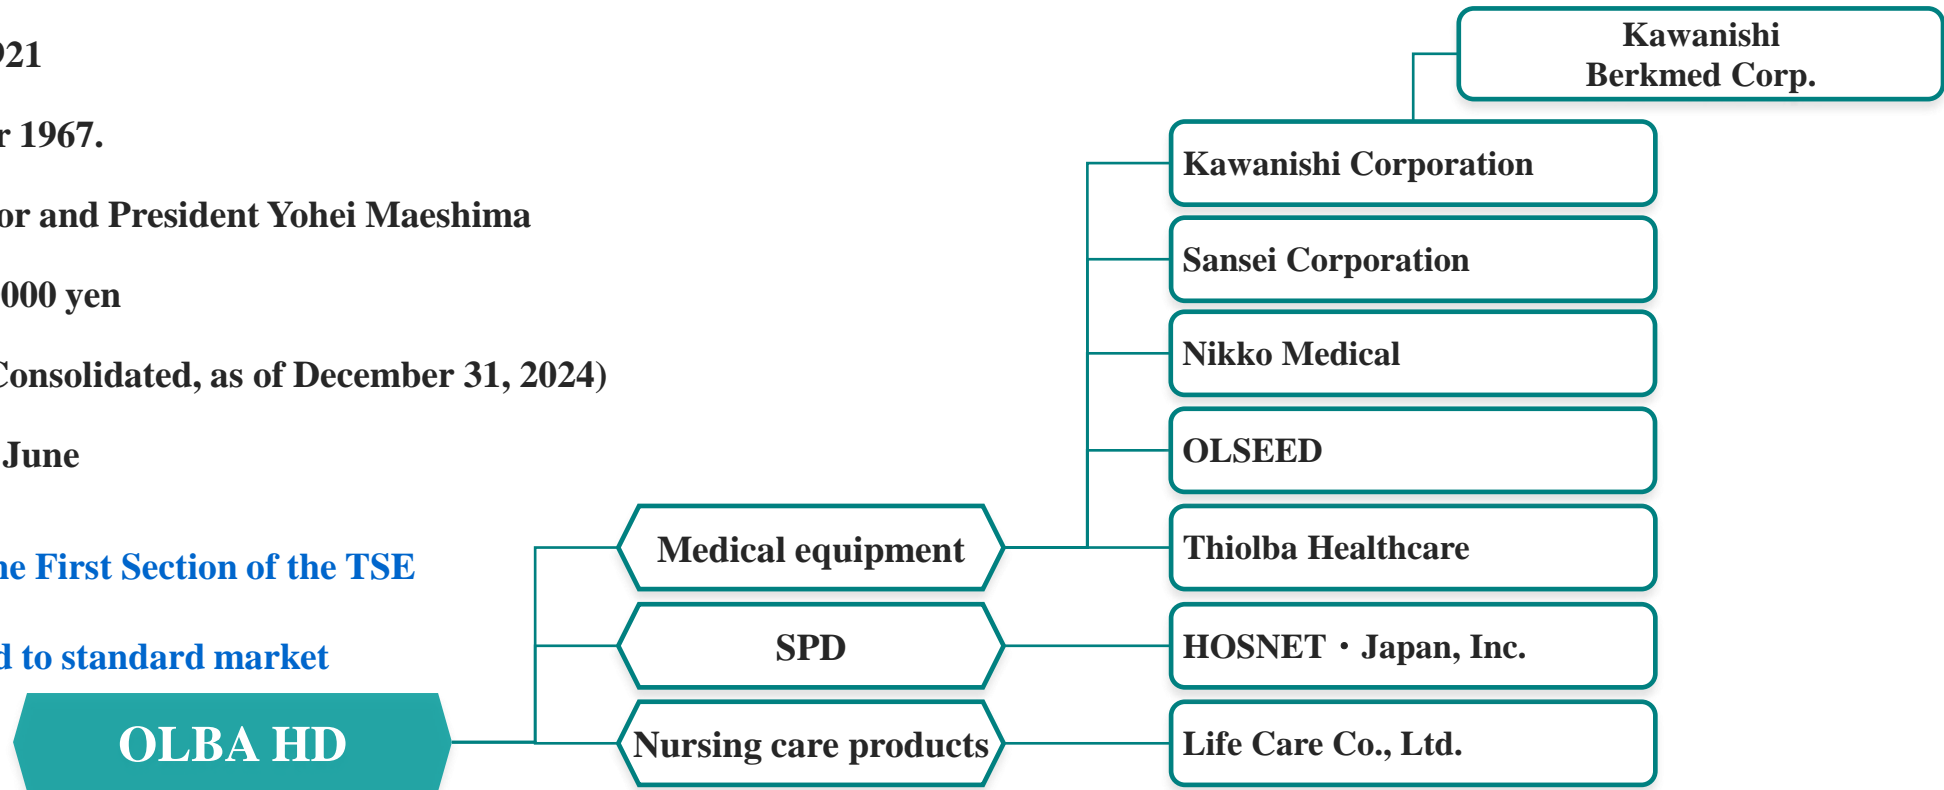 921
r 1967.
or and President Yohei Maeshima
000 yen
Consolidated, as of December 31, 2024)
June
he First Section of the TSE
d to standard market
OLBA HD
Medical equipment
SPD
Nursing care products
Kawanishi
Berkmed Corp.
Kawanishi Corporation
Sansei Corporation
Nikko Medical
OLSEED
Thiolba Healthcare
HOSNET・Japan, Inc.
Life Care Co., Ltd.